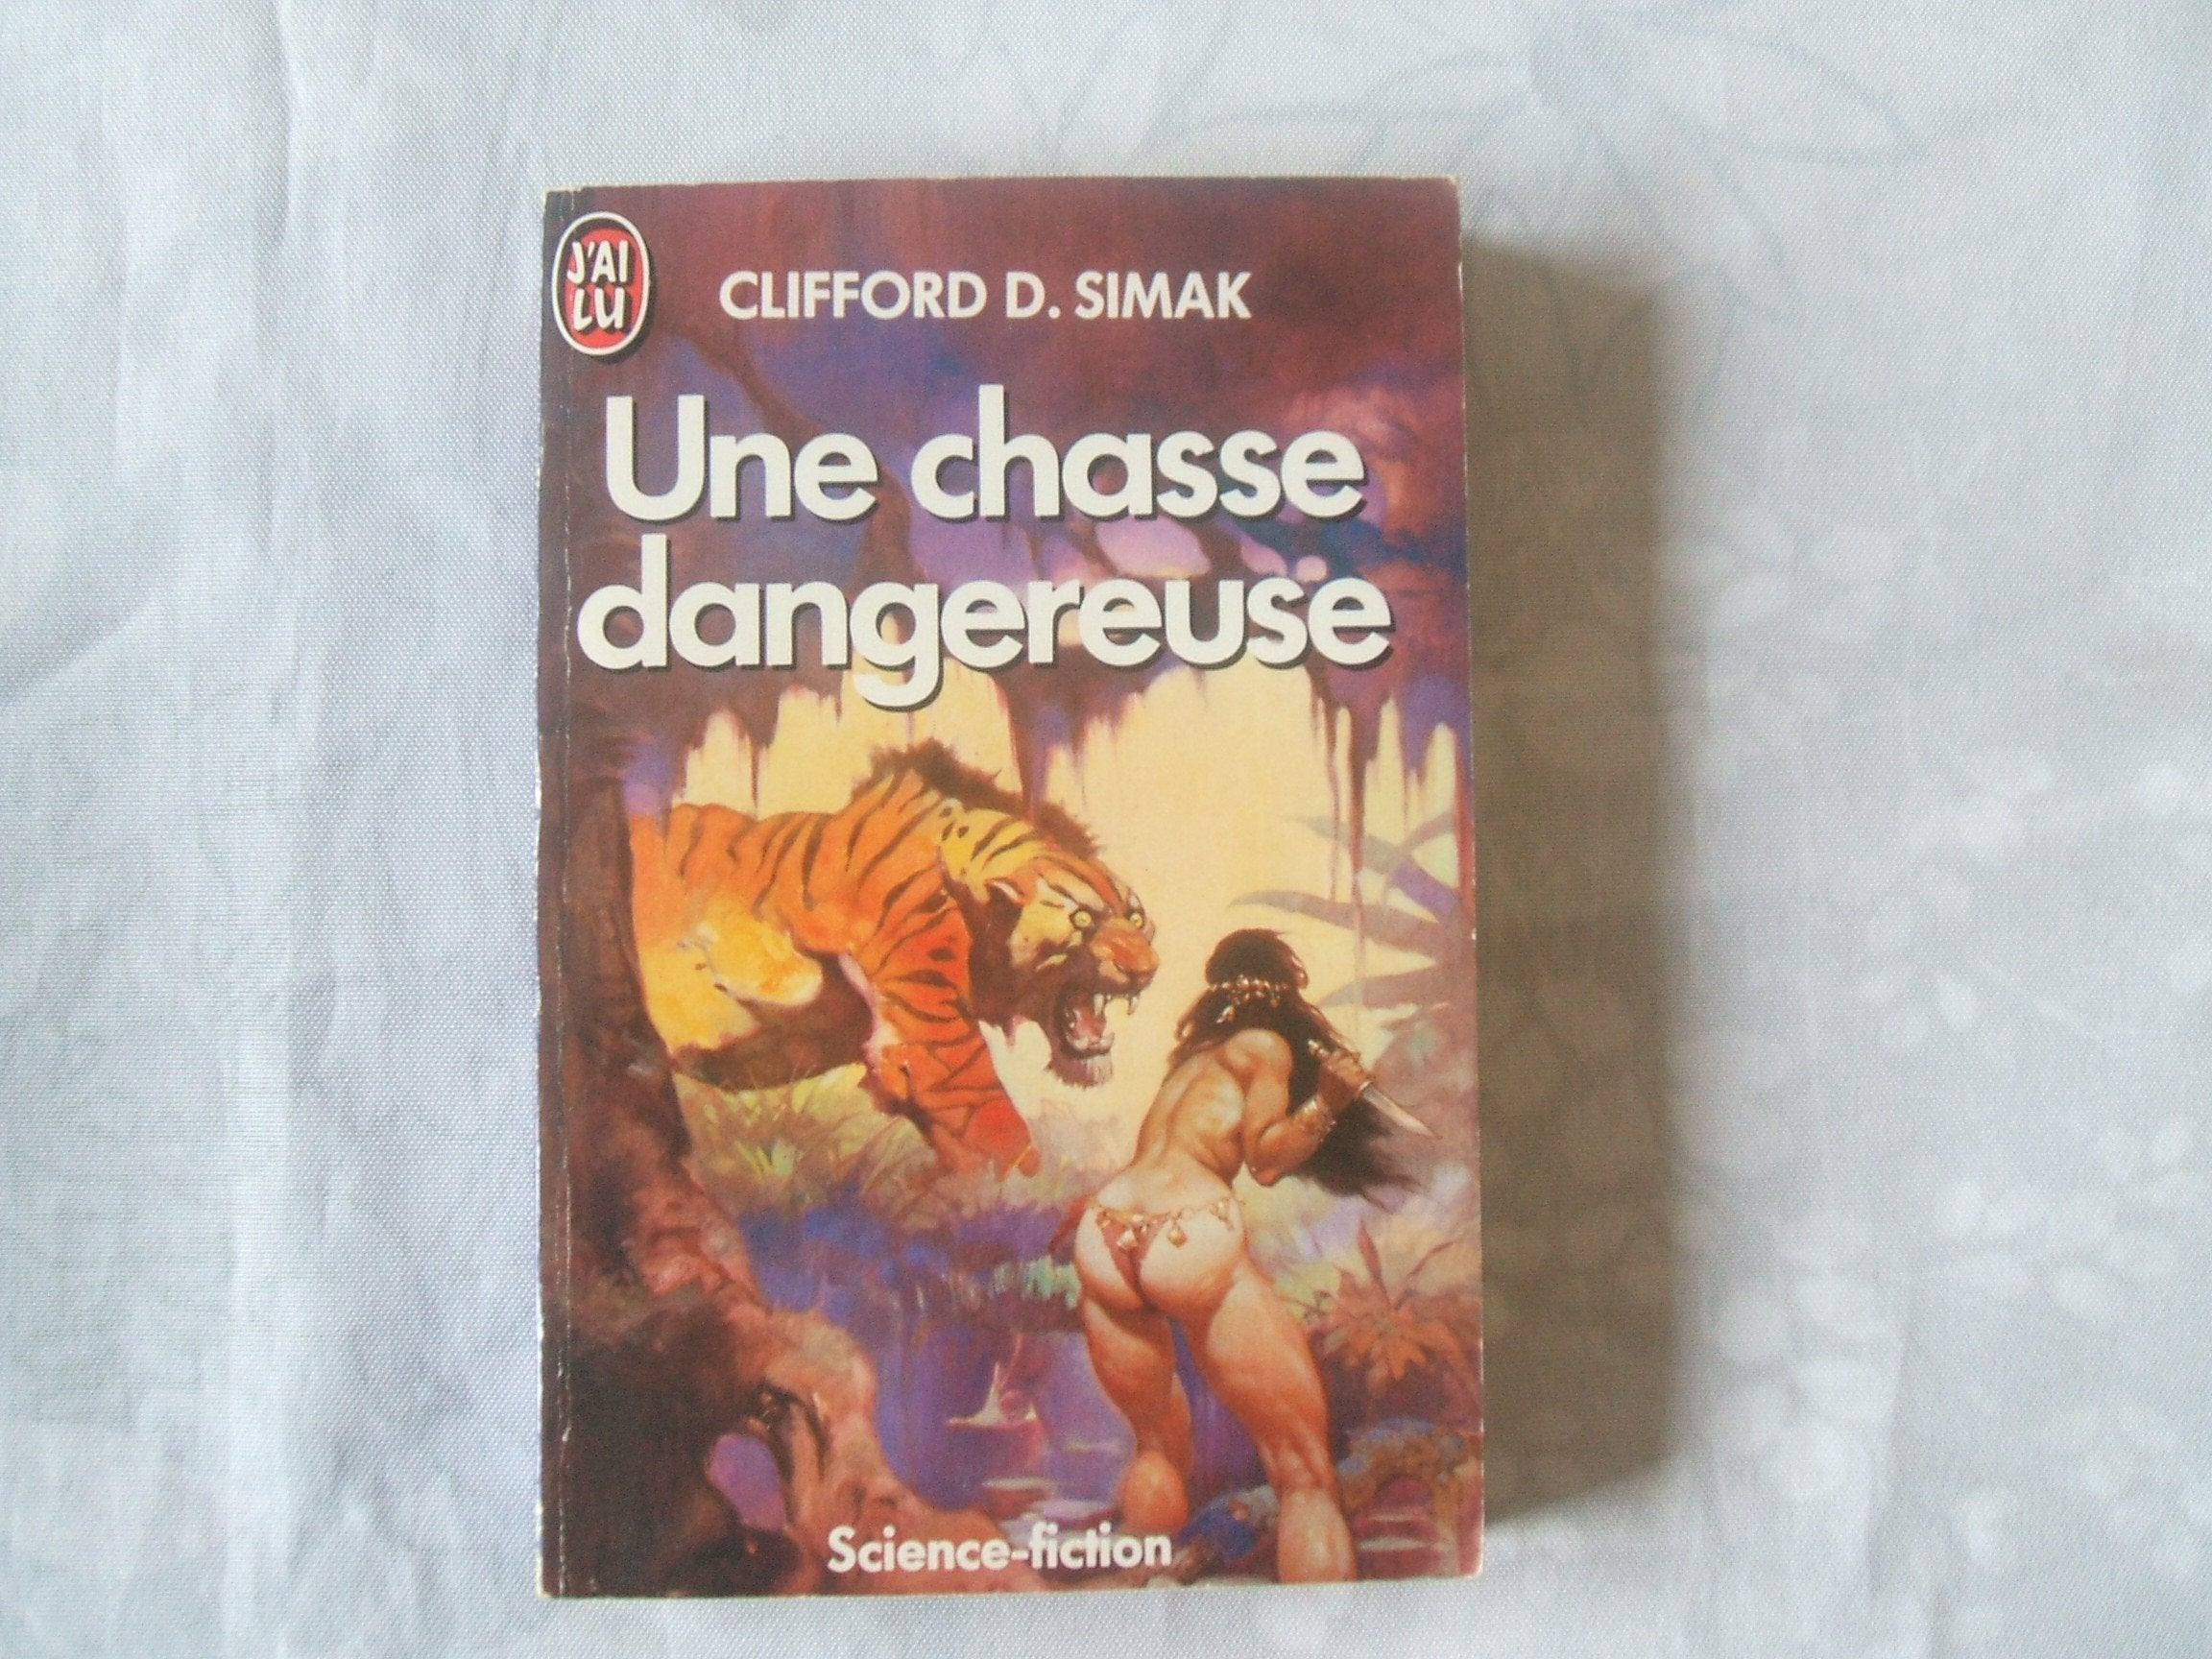 J'AI
LU
CLIFFORD D. SIMAK
Une chasse
dangereuse
Science-fiction